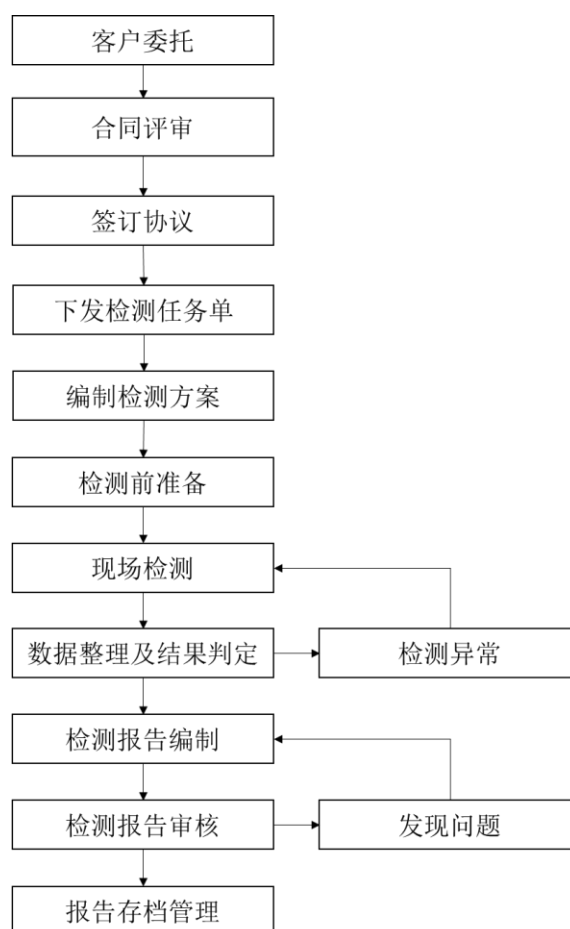 客户委托
合同评审
签订协议
下发检测任务单
编制检测方案
检测前准备
现场检测
数据整理及结果判定
检测异常
检测报告编制
检测报告审核
发现问题
报告存档管理